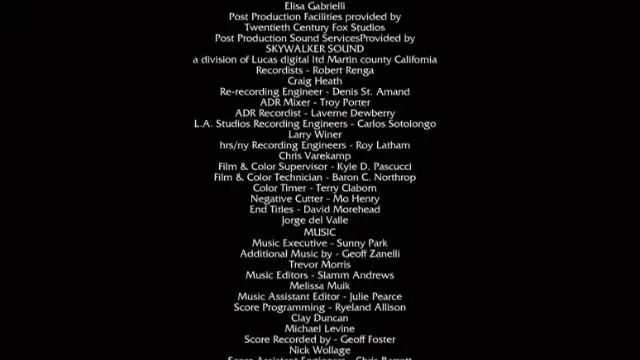 Elisa Gabrielli
Post Production Facilities provided by
Twentieth Century Fox Studios
Post Production Sound ServicesProvided by
SKYWALKER SOUND
a division of Lucas digital ltd Martin county California
Recordists - Robert Renga
Craig Heath
Re-recording Engineer - Denis St. Amand
ADR Mixer - Troy Porter
ADR Recordist - Laverne Dewberry
L.A. Studios Recording Engineers - Carlos Sotolongo
Larry Winer
hrs/ny Recording Engineers - Roy Latham
Chris Varekamp
Film & Color Supervisor - Kyle D. Pascucci
Film & Color Technician - Baron C. Northrop
Color Timer - Terry Claborn
Negative Cutter - Mo Henry
End Titles - David Morehead
Jorge del Valle
MUSIC
Music Executive - Sunny Park
Additional Music by - Geoff Zanelli
Trevor Morris
Music Editors - Slamm Andrews
Melissa Muik
Music Assistant Editor - Julie Pearce
Score Programming - Ryeland Allison
Clay Duncan
Michael Levine
Score Recorded by - Geoff Foster
Nick Wollage
Score Assistant Engineers - Chris Barrett